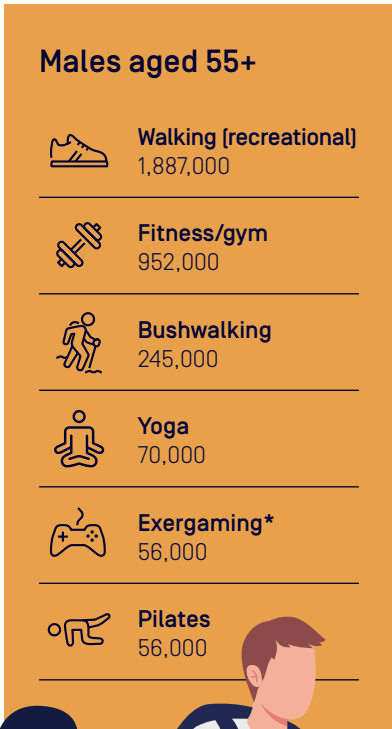 Males aged 55+
Walking (recreational)
1,887,000
Fitness/gym
952,000
Bushwalking
245,000
Yoga
70,000
Exergaming*
56,000
Pilates
56,000